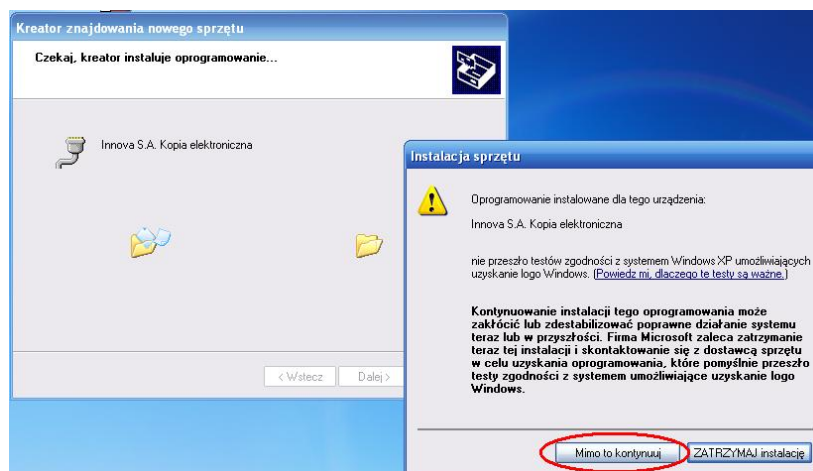 Kreator znajdowania nowego sprzętu
Czekaj, kreator instaluje oprogramowanie...
Innova S.A. Kopia elektroniczna
< Wstecz
Dalej >
Instalacja sprzętu
Oprogramowanie instalowane dla tego urządzenia:
Innova S.A. Kopia elektroniczna
nie przeszło testów zgodności z systemem Windows XP umożliwiających
uzyskanie logo Windows. (Powiedz mi, dlaczego te testy są ważne.)
Kontynuowanie instalacji tego oprogramowania może
zakłócić lub zdestabilizować poprawne działanie systemu
teraz lub w przyszłości. Firma Microsoft zaleca zatrzymanie
teraz tej instalacji i skontaktowanie się z dostawcą sprzętu
w celu uzyskania oprogramowania, które pomyślnie przeszło
testy zgodności z systemem umożliwiające uzyskanie logo
Windows.
Mimo to kontynuuj
ZATRZYMAJ instalację